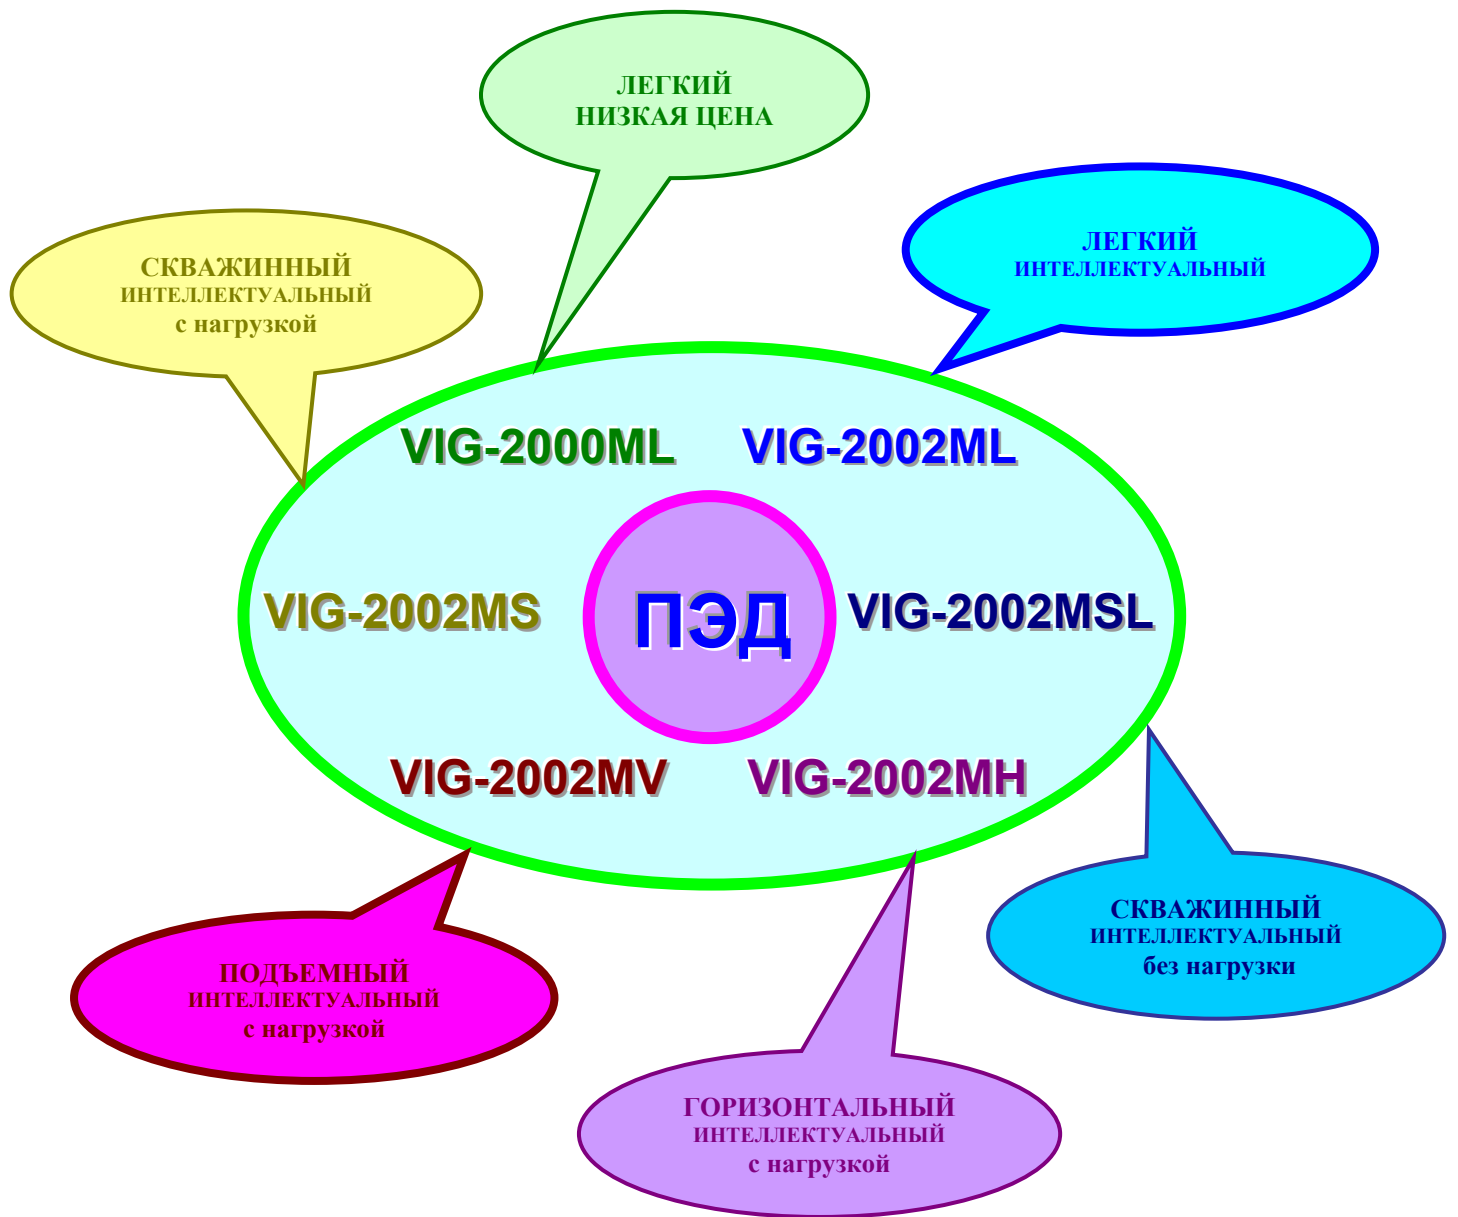 ЛЕГКИЙ
НИЗКАЯ ЦЕНА
ЛЕГКИЙ
ИНТЕЛЛЕКТУАЛЬНЫЙ
СКВАЖИННЫЙ
ИНТЕЛЛЕКТУАЛЬНЫЙ
с нагрузкой
VIG-2000ML
VIG-2002ML
VIG-2002MS
ПЭД
VIG-2002MSL
VIG-2002MV
VIG-2002MH
СКВАЖИННЫЙ
ИНТЕЛЛЕКТУАЛЬНЫЙ
без нагрузки
ПОДЪЕМНЫЙ
ИНТЕЛЛЕКТУАЛЬНЫЙ
с нагрузкой
ГОРИЗОНТАЛЬНЫЙ
ИНТЕЛЛЕКТУАЛЬНЫЙ
с нагрузкой